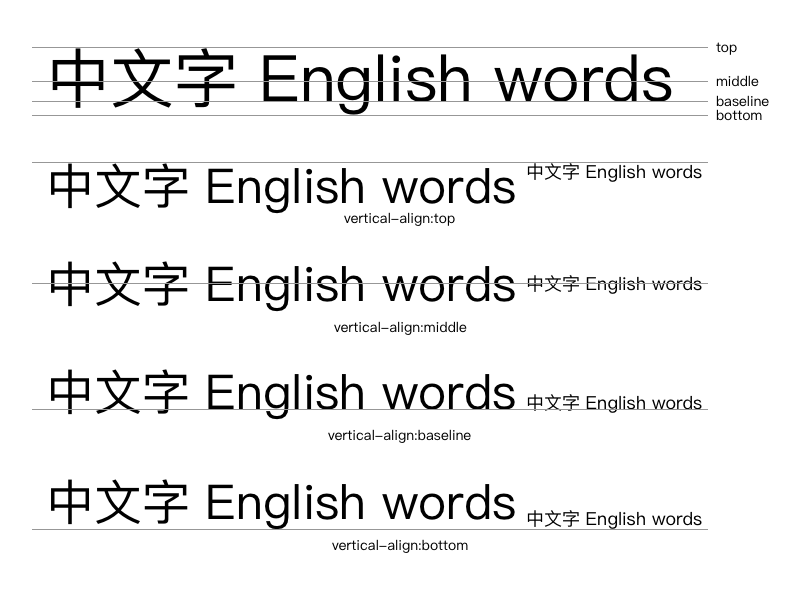 top
中文字 English words
middle
baseline
bottom
中文字 English words 中文字 English words
vertical-align:top
中文字 English words 中文字 English words
vertical-align:middle
中文字 English words 中文字 English words
vertical-align:baseline
中文字 English words 中文字 English words
vertical-align:bottom